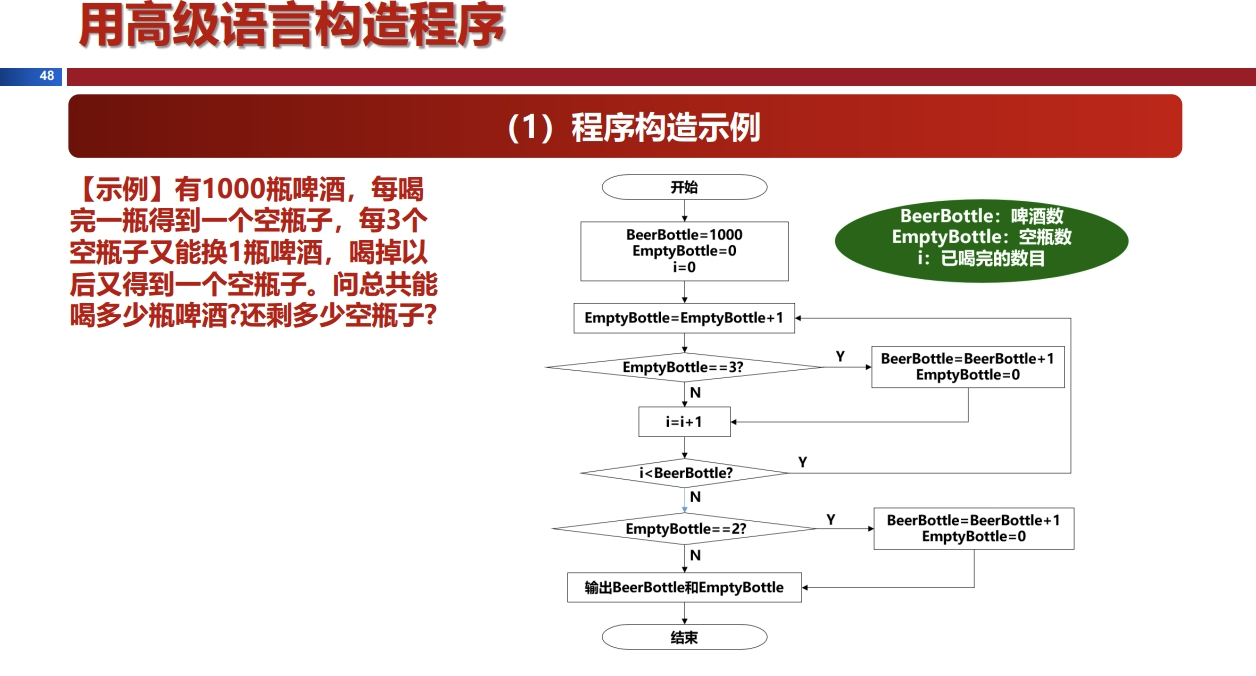 用高级语言构造程序
48
（1）程序构造示例
【示例】有1000瓶啤酒，每喝
完一瓶得到一个空瓶子，每3个
空瓶子又能换1瓶啤酒，喝掉以
后又得到一个空瓶子。问总共能
喝多少瓶啤酒?还剩多少空瓶子?
开始
BeerBottle=1000
EmptyBottle=0
i=0
BeerBottle：啤酒数
EmptyBottle：空瓶数
i：已喝完的数目
EmptyBottle=EmptyBottle+1
EmptyBottle==3?
Y
BeerBottle=BeerBottle+1
EmptyBottle=0
N
i=i+1
i<BeerBottle?
Y
N
EmptyBottle==2?
Y
BeerBottle=BeerBottle+1
EmptyBottle=0
N
输出BeerBottle和EmptyBottle
结束